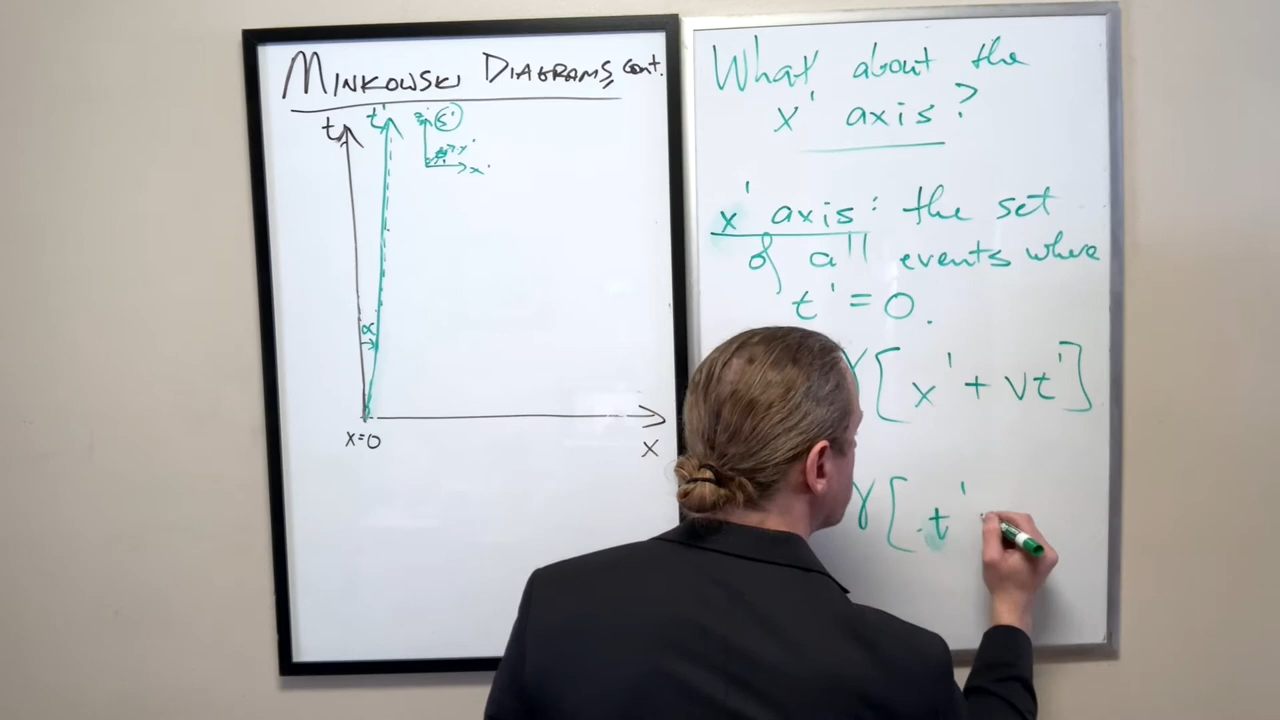 MINKOWSKI DIAGRAMS cont.
t t' S'
z' y'
x'
α
x=0
x
What about the
x' axis?
x' axis: the set
of all events where
t' = 0.
γ[x' + vt']
γ[t'